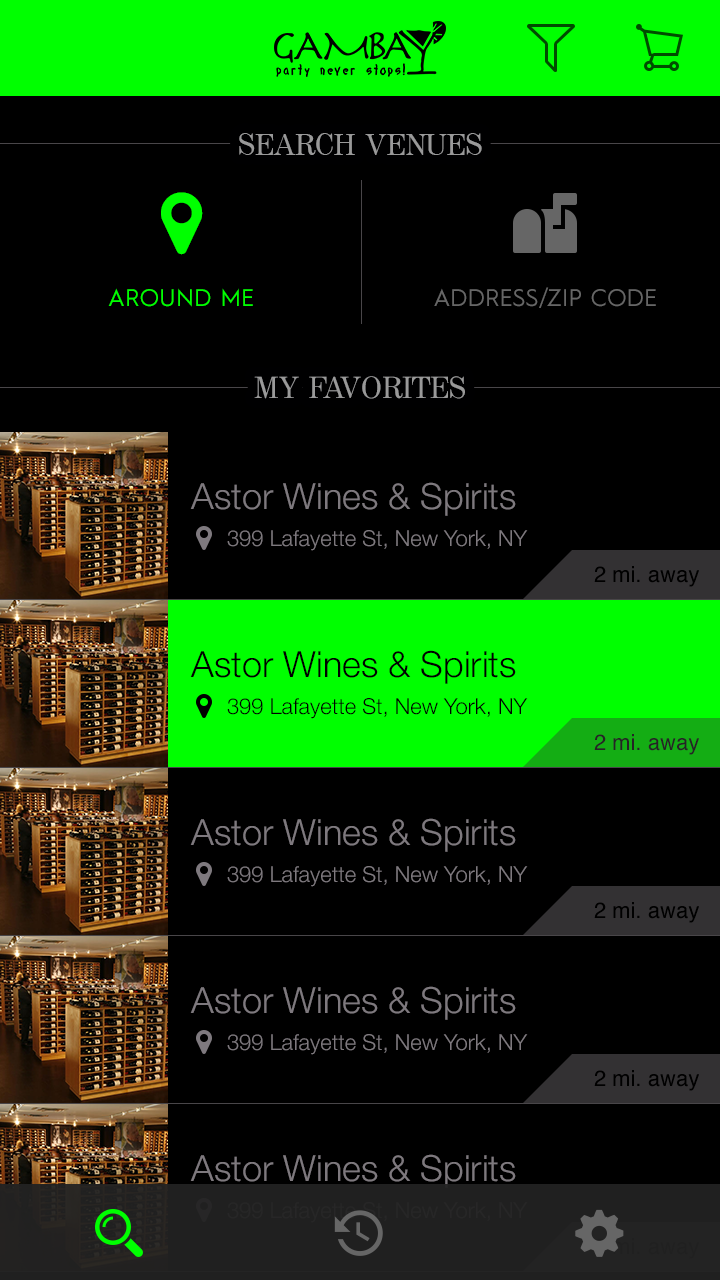 GAMBAY
party never stops!
SEARCH VENUES
AROUND ME
ADDRESS/ZIP CODE
MY FAVORITES
Astor Wines & Spirits
399 Lafayette St, New York, NY
2 mi. away
Astor Wines & Spirits
399 Lafayette St, New York, NY
2 mi. away
Astor Wines & Spirits
399 Lafayette St, New York, NY
2 mi. away
Astor Wines & Spirits
399 Lafayette St, New York, NY
2 mi. away
Astor Wines & Spirits
399 Lafayette St, New York, NY